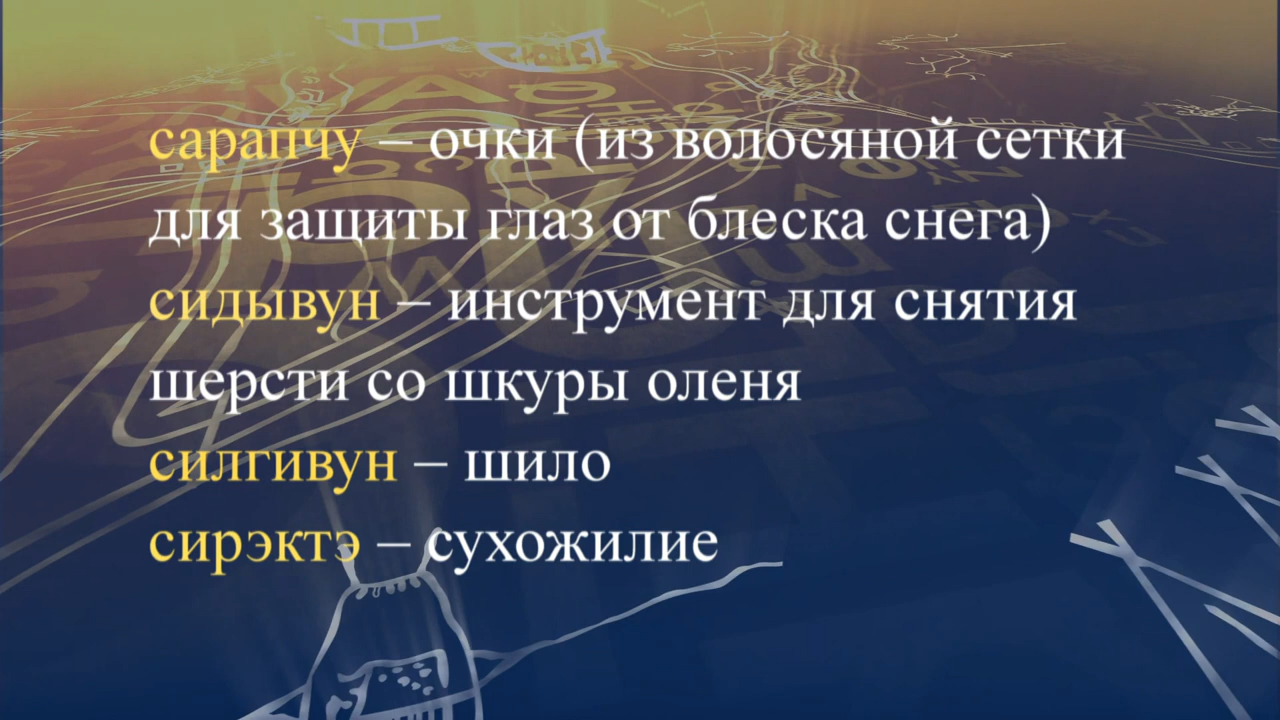 сарапчу – очки (из волосяной сетки
для защиты глаз от блеска снега)
сидывун – инструмент для снятия
шерсти со шкуры оленя
силгивун – шило
сирэктэ – сухожилие